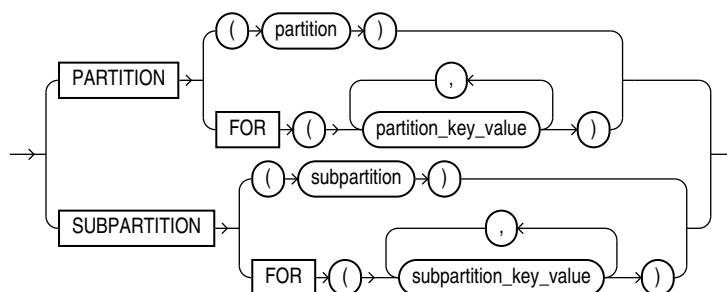 ( partition )
PARTITION
,
FOR ( partition_key_value )
( subpartition )
SUBPARTITION
,
FOR ( subpartition_key_value )